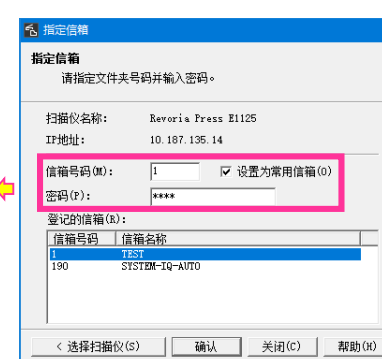 指定信箱
指定信箱
请指定文件夹号码并输入密码。
扫描仪名称: Revoria Press E1125
IP地址: 10.187.135.14
信箱号码(M): 1 设置为常用信箱(O)
密码(P): ****
登记的信箱(R):
信箱号码 信箱名称
1 TEST
190 SYSTEM-IQ-AUTO
< 选择扫描仪(S) 确认 关闭(C) 帮助(H)